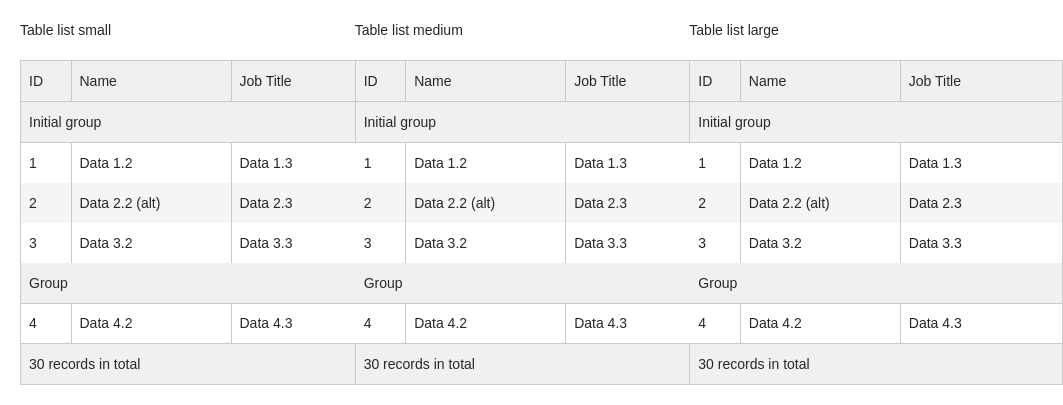 Table list small Table list medium Table list large
ID Name Job Title ID Name Job Title ID Name Job Title
Initial group Initial group Initial group
1 Data 1.2 Data 1.3 1 Data 1.2 Data 1.3 1 Data 1.2 Data 1.3
2 Data 2.2 (alt) Data 2.3 2 Data 2.2 (alt) Data 2.3 2 Data 2.2 (alt) Data 2.3
3 Data 3.2 Data 3.3 3 Data 3.2 Data 3.3 3 Data 3.2 Data 3.3
Group Group Group
4 Data 4.2 Data 4.3 4 Data 4.2 Data 4.3 4 Data 4.2 Data 4.3
30 records in total 30 records in total 30 records in total